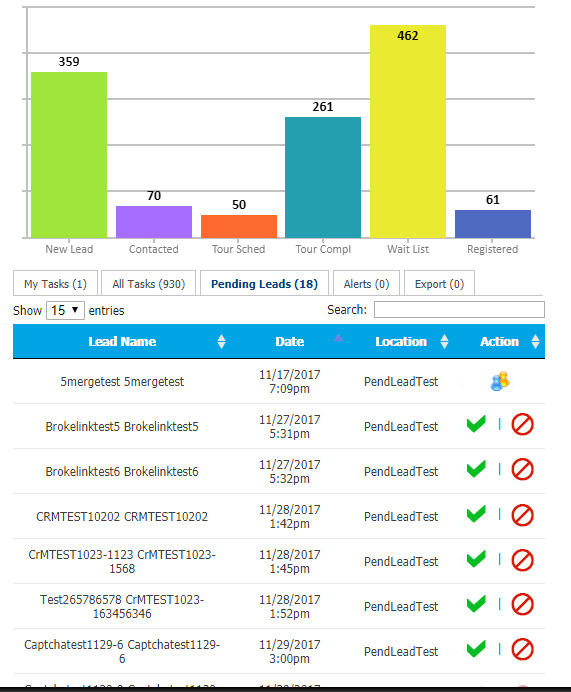 462
359
261
70
50
61
New Lead
Contacted
Tour Sched
Tour Compl
Wait List
Registered
My Tasks (1)
All Tasks (930)
Pending Leads (18)
Alerts (0)
Export (0)
Show 15 entries
Search:
Lead Name
Date
Location
Action
5mergetest 5mergetest
11/17/2017
7:09pm
PendLeadTest
Brokelinktest5 Brokelinktest5
11/27/2017
5:31pm
PendLeadTest
|
Brokelinktest6 Brokelinktest6
11/27/2017
5:32pm
PendLeadTest
|
CRMTEST10202 CRMTEST10202
11/28/2017
1:42pm
PendLeadTest
|
CrMTEST1023-1123 CrMTEST1023-
1568
11/28/2017
1:45pm
PendLeadTest
|
Test265786578 CrMTEST1023-
163456346
11/28/2017
1:52pm
PendLeadTest
|
Captchatest1129-6 Captchatest1129-
6
11/29/2017
3:00pm
PendLeadTest
|